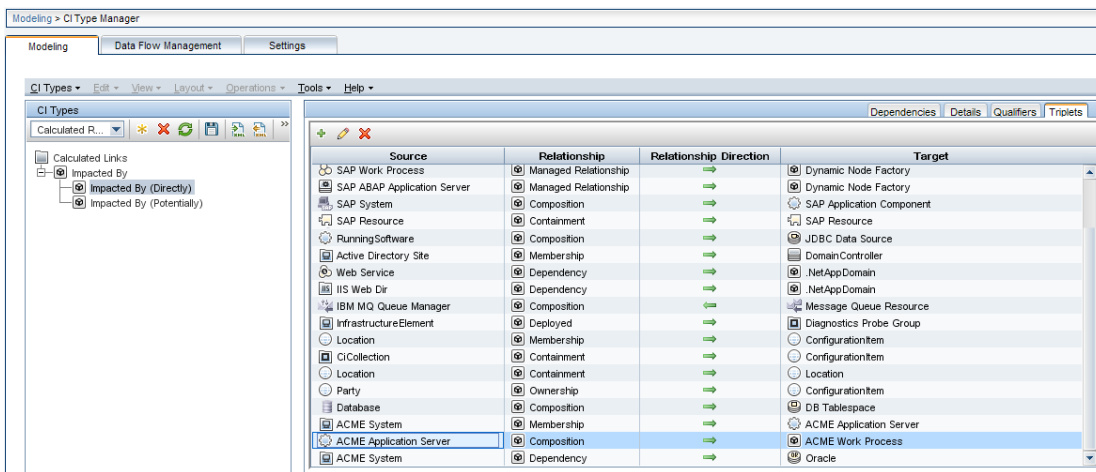 Modeling > CI Type Manager
Modeling Data Flow Management Settings
CI Types Edit View Layout Operations Tools Help
CI Types
Dependencies Details Qualifiers Triplets
Calculated R... »
Calculated Links
Impacted By
Impacted By (Directly)
Impacted By (Potentially)
Source Relationship Relationship Direction Target
SAP Work Process Managed Relationship Dynamic Node Factory
SAP ABAP Application Server Managed Relationship Dynamic Node Factory
SAP System Composition SAP Application Component
SAP Resource Containment SAP Resource
RunningSoftware Composition JDBC Data Source
Active Directory Site Membership DomainController
Web Service Dependency .NetAppDomain
IIS Web Dir Dependency .NetAppDomain
IBM MQ Queue Manager Composition Message Queue Resource
InfrastructureElement Deployed Diagnostics Probe Group
Location Membership ConfigurationItem
CiCollection Containment ConfigurationItem
Location Containment Location
Party Ownership ConfigurationItem
Database Composition DB Tablespace
ACME System Membership ACME Application Server
ACME Application Server Composition ACME Work Process
ACME System Dependency Oracle